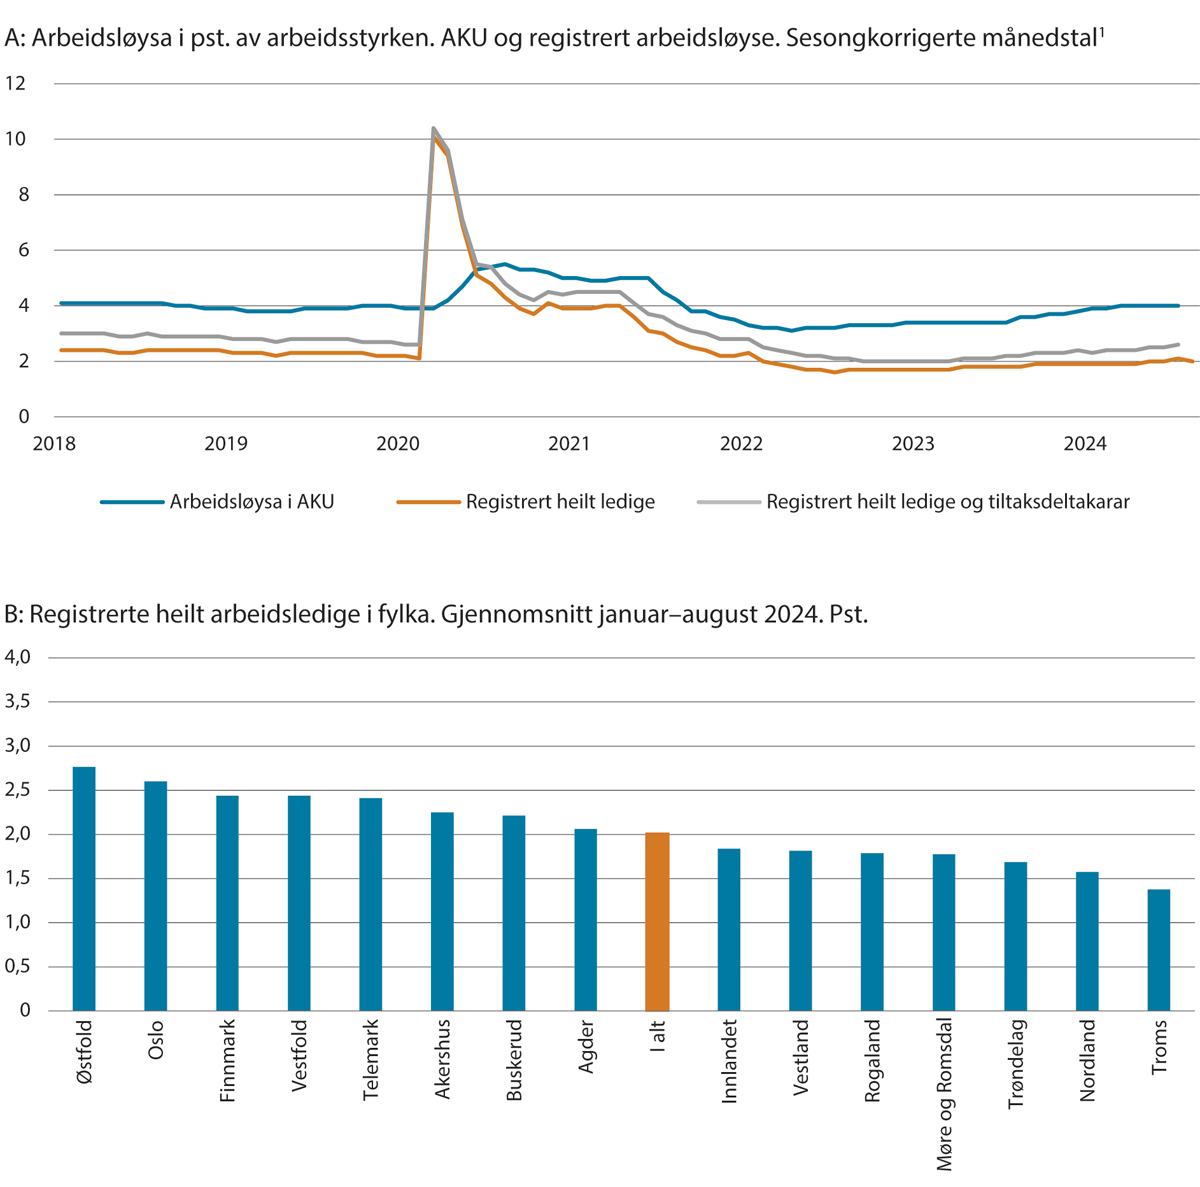 A: Arbeidsløysa i pst. av arbeidsstyrken. AKU og registrert arbeidsløyse. Sesongkorrigerte månedstal¹
12
10
8
6
4
2
0
2018 2019 2020 2021 2022 2023 2024
Arbeidsløysa i AKU Registrert heilt ledige Registrert heilt ledige og tiltaksdeltakarar
B: Registrerte heilt arbeidsledige i fylka. Gjennomsnitt januar–august 2024. Pst.
4,0
3,5
3,0
2,5
2,0
1,5
1,0
0,5
0
Østfold
Oslo
Finnmark
Vestfold
Telemark
Akershus
Buskerud
Agder
I alt
Innlandet
Vestland
Rogaland
Møre og Romsdal
Trøndelag
Nordland
Troms